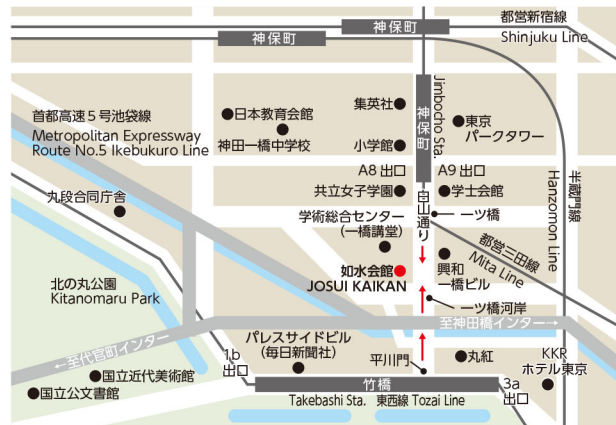 都営新宿線
Shinjuku Line
神保町
神保町
首都高速5号池袋線
Metropolitan Expressway
Route No.5 Ikebukuro Line
日本教育会館
神田一橋中学校
集英社
小学館
神保町
Jimbocho Sta.
東京
パークタワー
A8 出口
A9 出口
共立女子学園
学士会館
白山通り
一ツ橋
半蔵門線
Hanzomon Line
九段合同庁舎
学術総合センター
(一橋講堂)
都営三田線
Mita Line
興和
一橋ビル
如水会館
JOSUI KAIKAN
北の丸公園
Kitanomaru Park
一ツ橋河岸
至神田橋インター→
←至代官町インター
パレスサイドビル
(毎日新聞社)
平川門
丸紅
KKR
ホテル東京
1b
出口
竹橋
3a
出口
国立近代美術館
国立公文書館
Takebashi Sta. 東西線 Tozai Line